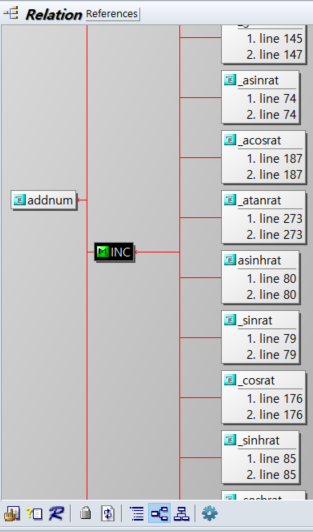 Relation References
1. line 145
2. line 147
_asinrat
1. line 74
2. line 74
_acosrat
1. line 187
2. line 187
addnum
_atanrat
1. line 273
2. line 273
INC
asinhrat
1. line 80
2. line 80
_sinrat
1. line 79
2. line 79
_cosrat
1. line 176
2. line 176
_sinhrat
1. line 85
2. line 85